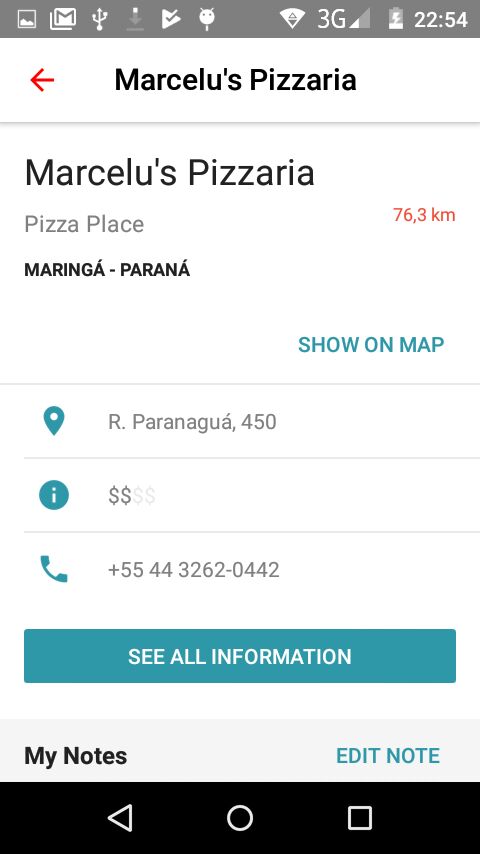 3G 22:54
Marcelu's Pizzaria
Marcelu's Pizzaria
Pizza Place
76,3 km
MARINGÁ - PARANÁ
SHOW ON MAP
R. Paranaguá, 450
$$$$
+55 44 3262-0442
SEE ALL INFORMATION
My Notes
EDIT NOTE